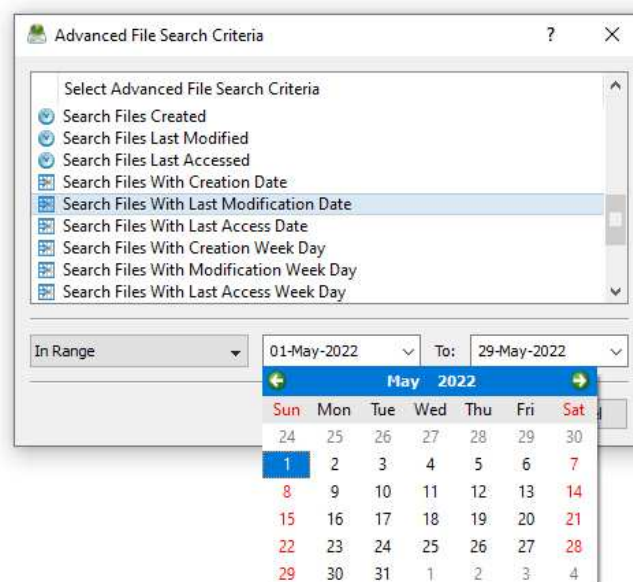 Advanced File Search Criteria ?
Select Advanced File Search Criteria
Search Files Created
Search Files Last Modified
Search Files Last Accessed
Search Files With Creation Date
Search Files With Last Modification Date
Search Files With Last Access Date
Search Files With Creation Week Day
Search Files With Modification Week Day
Search Files With Last Access Week Day
In Range 01-May-2022 To: 29-May-2022
May 2022
Sun Mon Tue Wed Thu Fri Sat
24 25 26 27 28 29 30
1 2 3 4 5 6 7
8 9 10 11 12 13 14
15 16 17 18 19 20 21
22 23 24 25 26 27 28
29 30 31 1 2 3 4